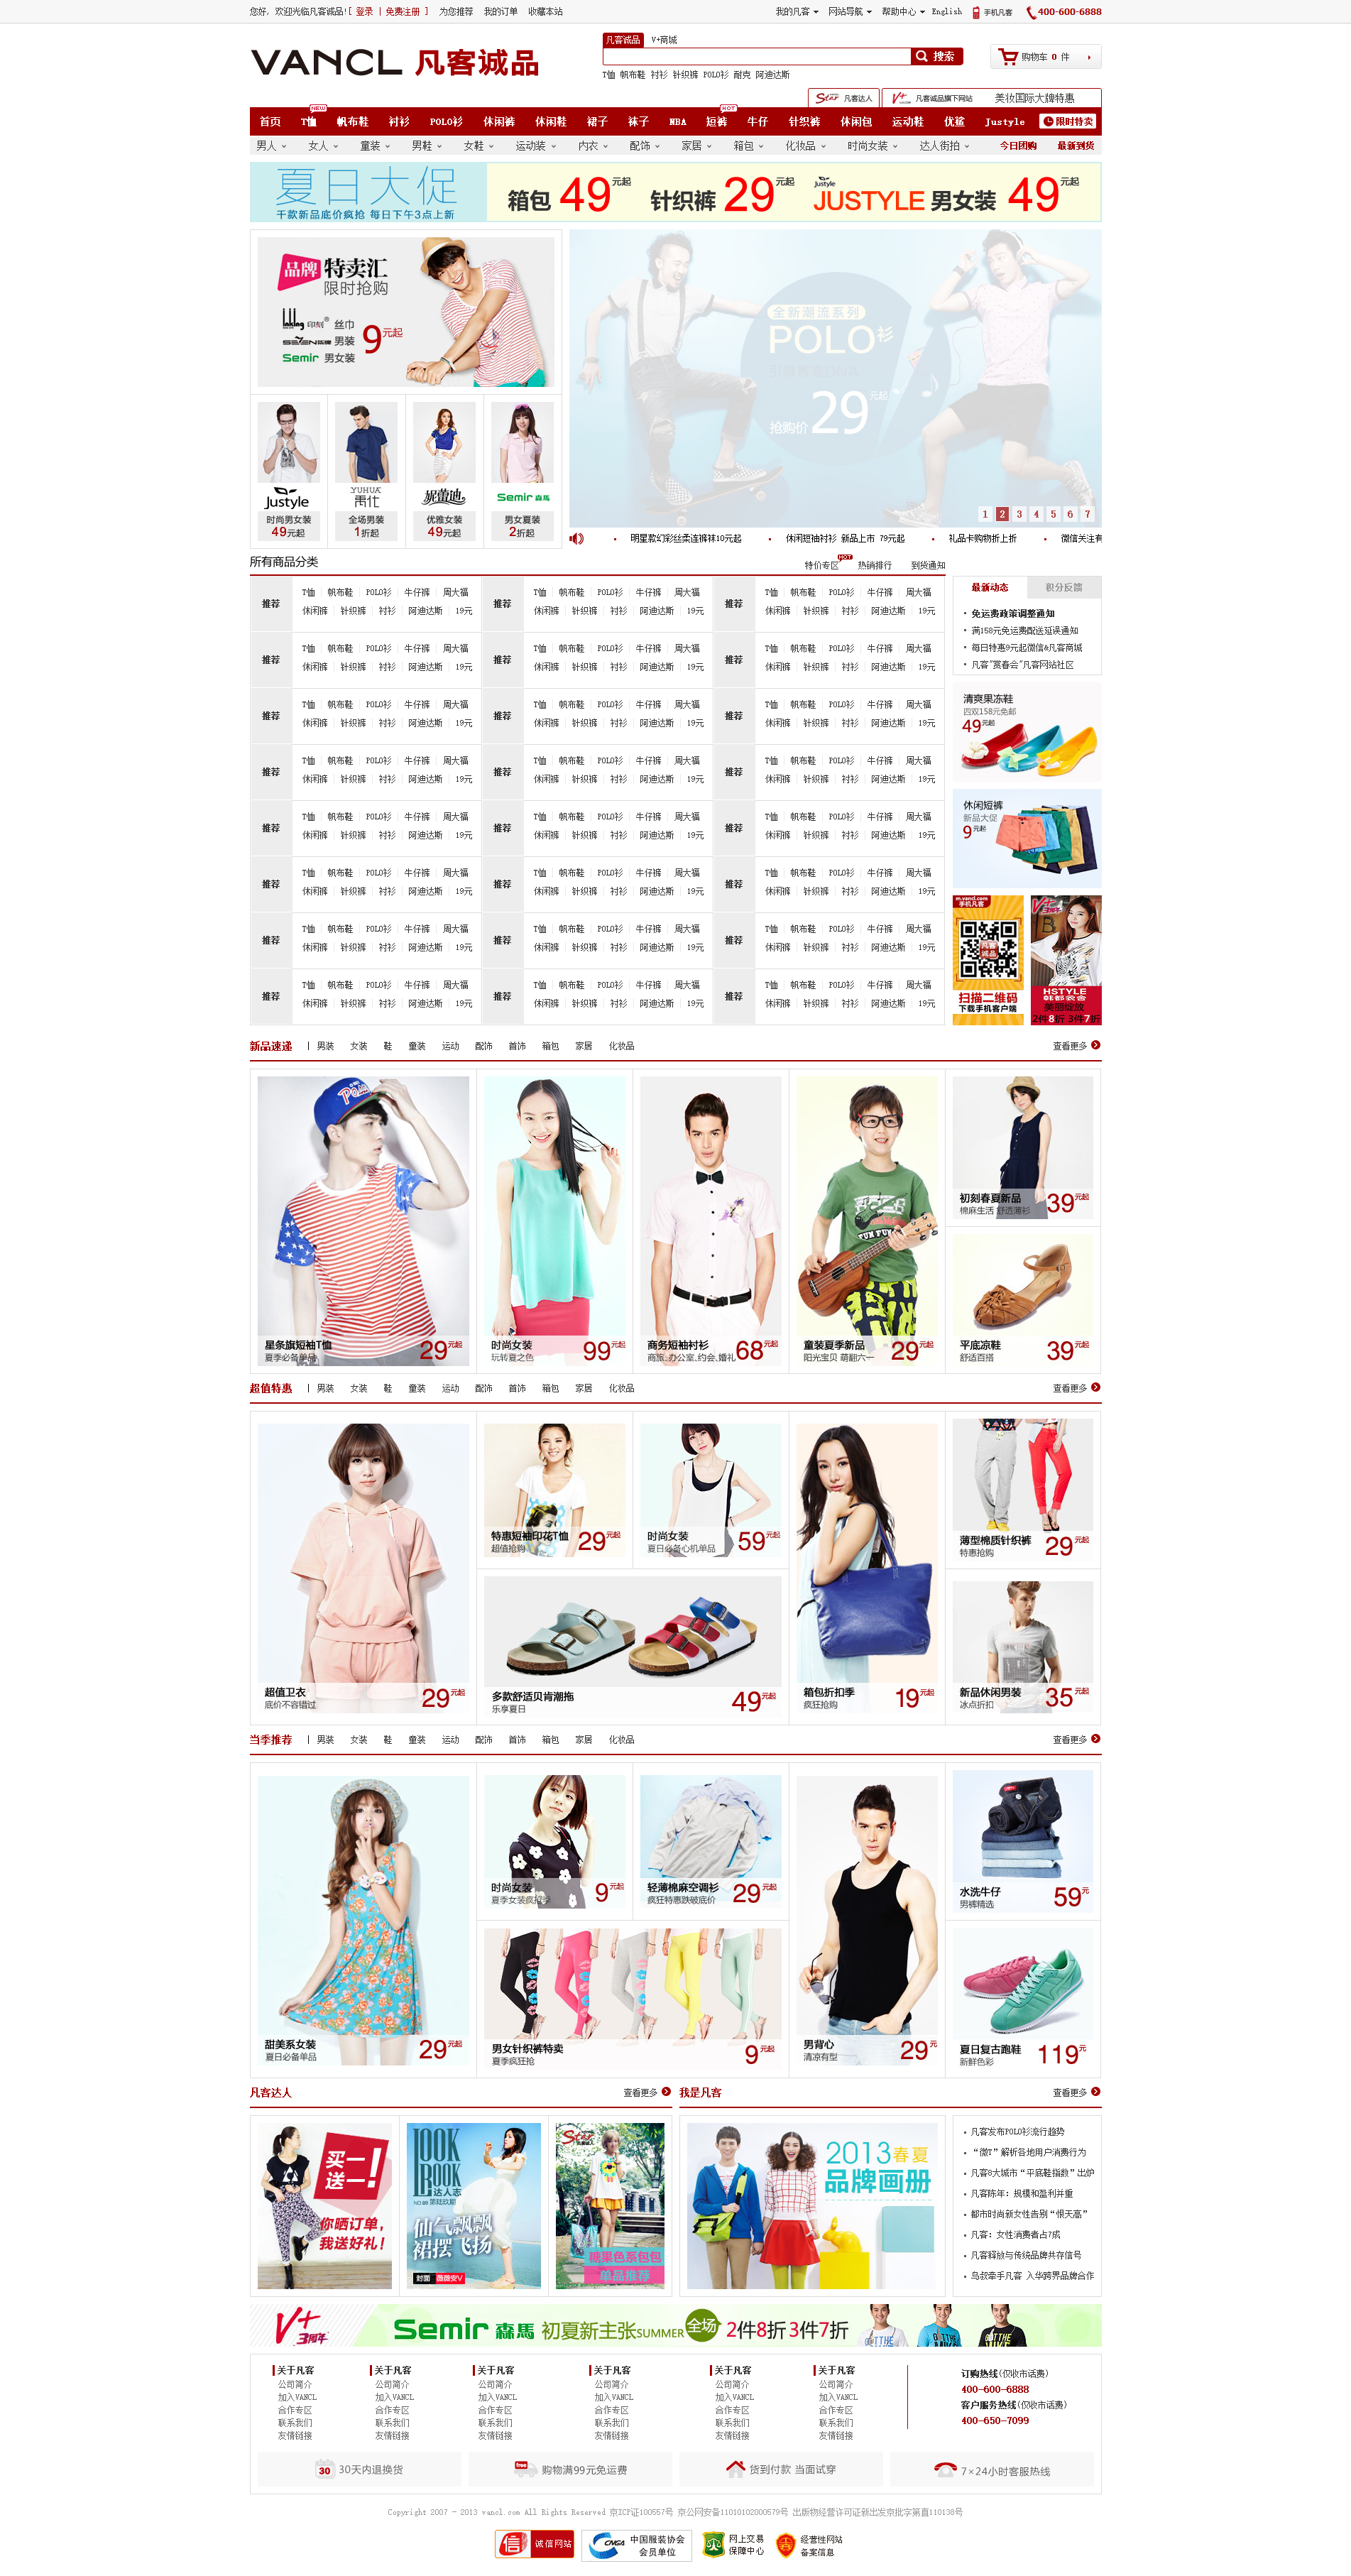 您好, 欢迎光临凡客诚品![ 登录 | 免费注册 ] 为您推荐 我的订单 收藏本站
我的凡客 网站导航 帮助中心 English 手机凡客 400-600-6888
VANCL 凡客诚品
凡客诚品 V+商城
搜索
购物车 0 件
T恤 帆布鞋 衬衫 针织裤 POLO衫 耐克 阿迪达斯
Star 凡客达人 V+ 凡客诚品旗下网站 美妆国际大牌特惠
NEW HOT
首页 T恤 帆布鞋 衬衫 POLO衫 休闲裤 休闲鞋 裙子 袜子 NBA 短裤 牛仔 针织裤 休闲包 运动鞋 优鲨 Justyle 限时特卖
男人 女人 童装 男鞋 女鞋 运动装 内衣 配饰 家居 箱包 化妆品 时尚女装 达人街拍 今日团购 最新到货
夏日大促
千款新品底价疯抢 每日下午3点上新
箱包 49元起 针织裤 29元起 Justyle JUSTYLE 男女装 49元起
品牌 特卖汇
限时抢购
印刻 丝巾
SEVEN 男装
Semir 男女装
9元起
全新潮流系列
POLO衫
抢购价 29元起
1 2 3 4 5 6 7
Justyle YUHUA 禹仕 妮蕾迪 Semir 森馬
时尚男女装 全场男装 优雅女装 男女夏装
49元起 1折起 49元起 2折起
明星款幻彩丝柔连裤袜10元起 休闲短袖衬衫 新品上市 79元起 礼品卡购物折上折 微信关注有
所有商品分类 特价专区 HOT 热销排行 到货通知
推荐 T恤 帆布鞋 POLO衫 牛仔裤 周大福 推荐 T恤 帆布鞋 POLO衫 牛仔裤 周大福 推荐 T恤 帆布鞋 POLO衫 牛仔裤 周大福
休闲裤 针织裤 衬衫 阿迪达斯 19元 休闲裤 针织裤 衬衫 阿迪达斯 19元 休闲裤 针织裤 衬衫 阿迪达斯 19元
推荐 T恤 帆布鞋 POLO衫 牛仔裤 周大福 推荐 T恤 帆布鞋 POLO衫 牛仔裤 周大福 推荐 T恤 帆布鞋 POLO衫 牛仔裤 周大福
休闲裤 针织裤 衬衫 阿迪达斯 19元 休闲裤 针织裤 衬衫 阿迪达斯 19元 休闲裤 针织裤 衬衫 阿迪达斯 19元
推荐 T恤 帆布鞋 POLO衫 牛仔裤 周大福 推荐 T恤 帆布鞋 POLO衫 牛仔裤 周大福 推荐 T恤 帆布鞋 POLO衫 牛仔裤 周大福
休闲裤 针织裤 衬衫 阿迪达斯 19元 休闲裤 针织裤 衬衫 阿迪达斯 19元 休闲裤 针织裤 衬衫 阿迪达斯 19元
推荐 T恤 帆布鞋 POLO衫 牛仔裤 周大福 推荐 T恤 帆布鞋 POLO衫 牛仔裤 周大福 推荐 T恤 帆布鞋 POLO衫 牛仔裤 周大福
休闲裤 针织裤 衬衫 阿迪达斯 19元 休闲裤 针织裤 衬衫 阿迪达斯 19元 休闲裤 针织裤 衬衫 阿迪达斯 19元
推荐 T恤 帆布鞋 POLO衫 牛仔裤 周大福 推荐 T恤 帆布鞋 POLO衫 牛仔裤 周大福 推荐 T恤 帆布鞋 POLO衫 牛仔裤 周大福
休闲裤 针织裤 衬衫 阿迪达斯 19元 休闲裤 针织裤 衬衫 阿迪达斯 19元 休闲裤 针织裤 衬衫 阿迪达斯 19元
推荐 T恤 帆布鞋 POLO衫 牛仔裤 周大福 推荐 T恤 帆布鞋 POLO衫 牛仔裤 周大福 推荐 T恤 帆布鞋 POLO衫 牛仔裤 周大福
休闲裤 针织裤 衬衫 阿迪达斯 19元 休闲裤 针织裤 衬衫 阿迪达斯 19元 休闲裤 针织裤 衬衫 阿迪达斯 19元
推荐 T恤 帆布鞋 POLO衫 牛仔裤 周大福 推荐 T恤 帆布鞋 POLO衫 牛仔裤 周大福 推荐 T恤 帆布鞋 POLO衫 牛仔裤 周大福
休闲裤 针织裤 衬衫 阿迪达斯 19元 休闲裤 针织裤 衬衫 阿迪达斯 19元 休闲裤 针织裤 衬衫 阿迪达斯 19元
推荐 T恤 帆布鞋 POLO衫 牛仔裤 周大福 推荐 T恤 帆布鞋 POLO衫 牛仔裤 周大福 推荐 T恤 帆布鞋 POLO衫 牛仔裤 周大福
休闲裤 针织裤 衬衫 阿迪达斯 19元 休闲裤 针织裤 衬衫 阿迪达斯 19元 休闲裤 针织裤 衬衫 阿迪达斯 19元
最新动态 积分反馈
免运费政策调整通知
满158元免运费配送延误通知
每日特惠9元起微信&凡客商城
凡客"赏春会"凡客网站社区
清爽果冻鞋
四双158元免邮
49元起
休闲短裤
新品大促
9元起
m.vancl.com
手机凡客
扫描二维码
下载手机客户端
V+ 3周年
HSTYLE
韩都衣舍
美丽绽放
2件8折 3件7折
新品速递 | 男装 女装 鞋 童装 运动 配饰 首饰 箱包 家居 化妆品 查看更多
初刻春夏新品 39元起
棉麻生活 舒适薄衫
星条旗短袖T恤 29元起
夏季必备单品
时尚女装 99元起
玩转夏之色
商务短袖衬衫 68元起
商旅、办公室、约会、婚礼
童装夏季新品 29元起
阳光宝贝 萌翻六一
平底凉鞋 39元起
舒适百搭
超值特惠 | 男装 女装 鞋 童装 运动 配饰 首饰 箱包 家居 化妆品 查看更多
特惠短袖印花T恤 29元起
超值抢购
时尚女装 59元起
夏日必备心机单品
薄型棉质针织裤 29元起
特惠抢购
超值卫衣 29元起
底价不容错过
多款舒适贝肯潮拖 49元起
乐享夏日
箱包折扣季 19元起
疯狂抢购
新品休闲男装 35元起
冰点折扣
当季推荐 | 男装 女装 鞋 童装 运动 配饰 首饰 箱包 家居 化妆品 查看更多
时尚女装 9元起
夏季女装疯抢季
轻薄棉麻空调衫 29元起
疯狂特惠跌破底价
水洗牛仔 59元
男裤精选
甜美系女装 29元起
夏日必备单品
男女针织裤特卖 9元起
夏季疯狂抢
男背心 29元
清凉有型
夏日复古跑鞋 119元
新鲜色彩
凡客达人 查看更多 我是凡客 查看更多
买一送一!
你晒订单,
我送好礼!
LOOK BOOK
达人志
仙气飘飘
裙摆飞扬
封面 薇薇安V
Star
糖果色系包包
单品推荐
2013 春夏
品牌画册
凡客发布POLO衫流行趋势
“微T”解析各地用户消费行为
凡客8大城市“平底鞋指数”出炉
凡客陈年: 规模和盈利并重
都市时尚新女性告别“恨天高”
凡客: 女性消费者占7成
凡客释放与传统品牌共存信号
鸟叔牵手凡客 入华跨界品牌合作
V+ 3周年 Semir 森馬 初夏新主张SUMMER 全场 2件8折 3件7折
关于凡客 关于凡客 关于凡客 关于凡客 关于凡客 关于凡客
公司简介 公司简介 公司简介 公司简介 公司简介 公司简介
加入VANCL 加入VANCL 加入VANCL 加入VANCL 加入VANCL 加入VANCL
合作专区 合作专区 合作专区 合作专区 合作专区 合作专区
联系我们 联系我们 联系我们 联系我们 联系我们 联系我们
友情链接 友情链接 友情链接 友情链接 友情链接 友情链接
订购热线(仅收市话费)
400-600-6888
客户服务热线(仅收市话费)
400-650-7099
30 30天内退换货 free 购物满99元免运费 货到付款 当面试穿 7×24小时客服热线
Copyright 2007 - 2013 vancl.com All Rights Reserved 京ICP证100557号 京公网安备11010102000579号 出版物经营许可证新出发京批字第直110138号
信 诚信网站 CNGA 中国服装协会 会员单位 网上交易 保障中心 经营性网站 备案信息